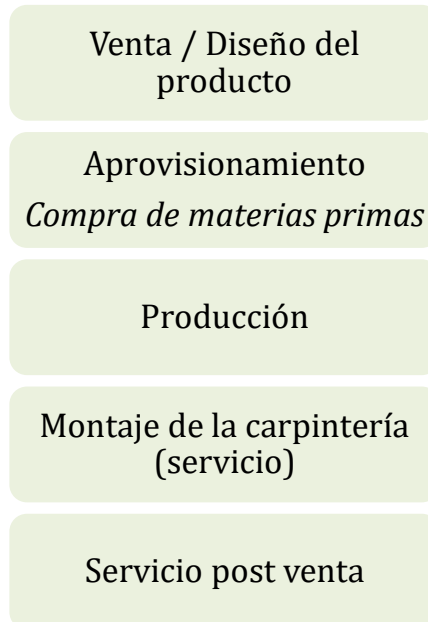 Venta / Diseño del
producto
Aprovisionamiento
Compra de materias primas
Producción
Montaje de la carpintería
(servicio)
Servicio post venta